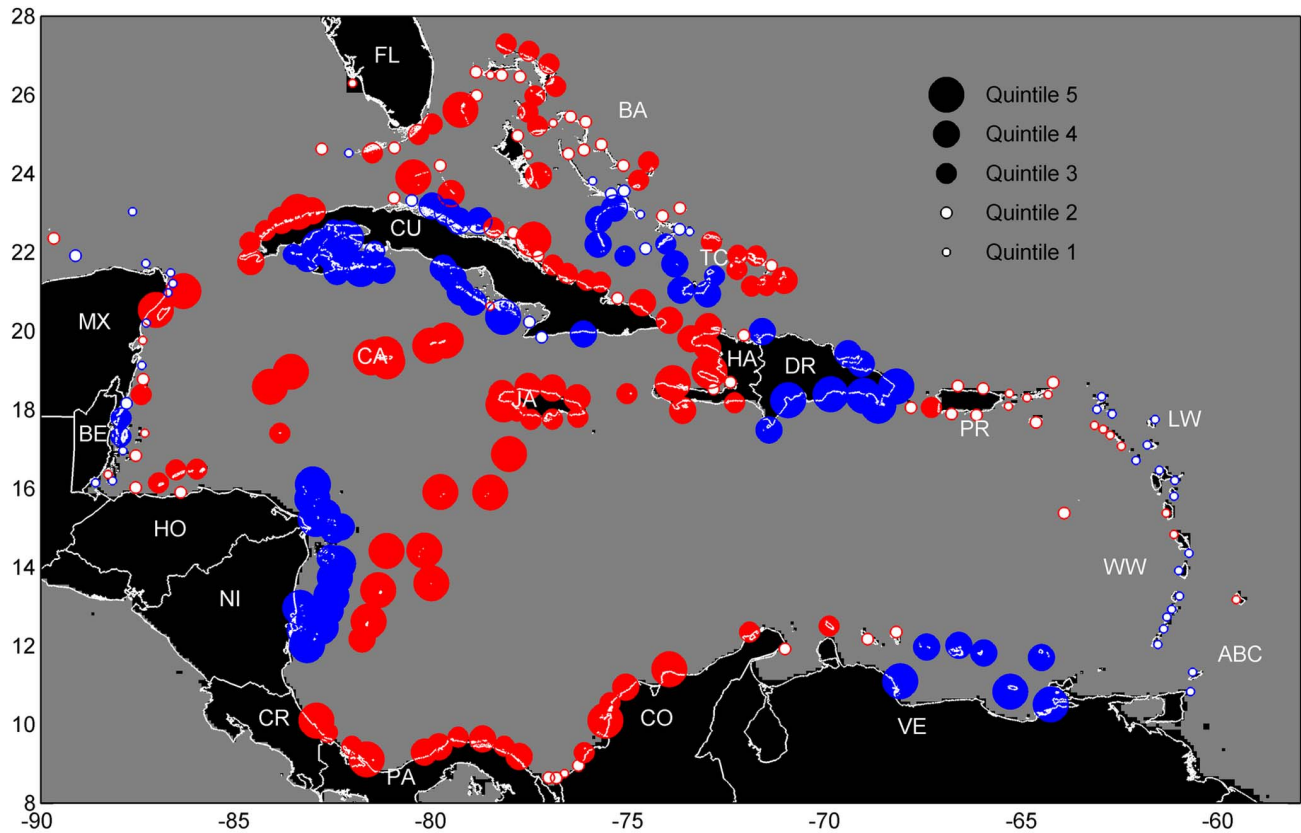 28
FL
26
Quintile 5
BA
Quintile 4
24
Quintile 3
Quintile 2
22
CU
Quintile 1
TC
MX
20
CA
HA
DR
18
JA
BE
PR
LW
16
HO
14
NI
WW
12
ABC
10
CR
CO
VE
PA
8
-90
-85
-80
-75
-70
-65
-60